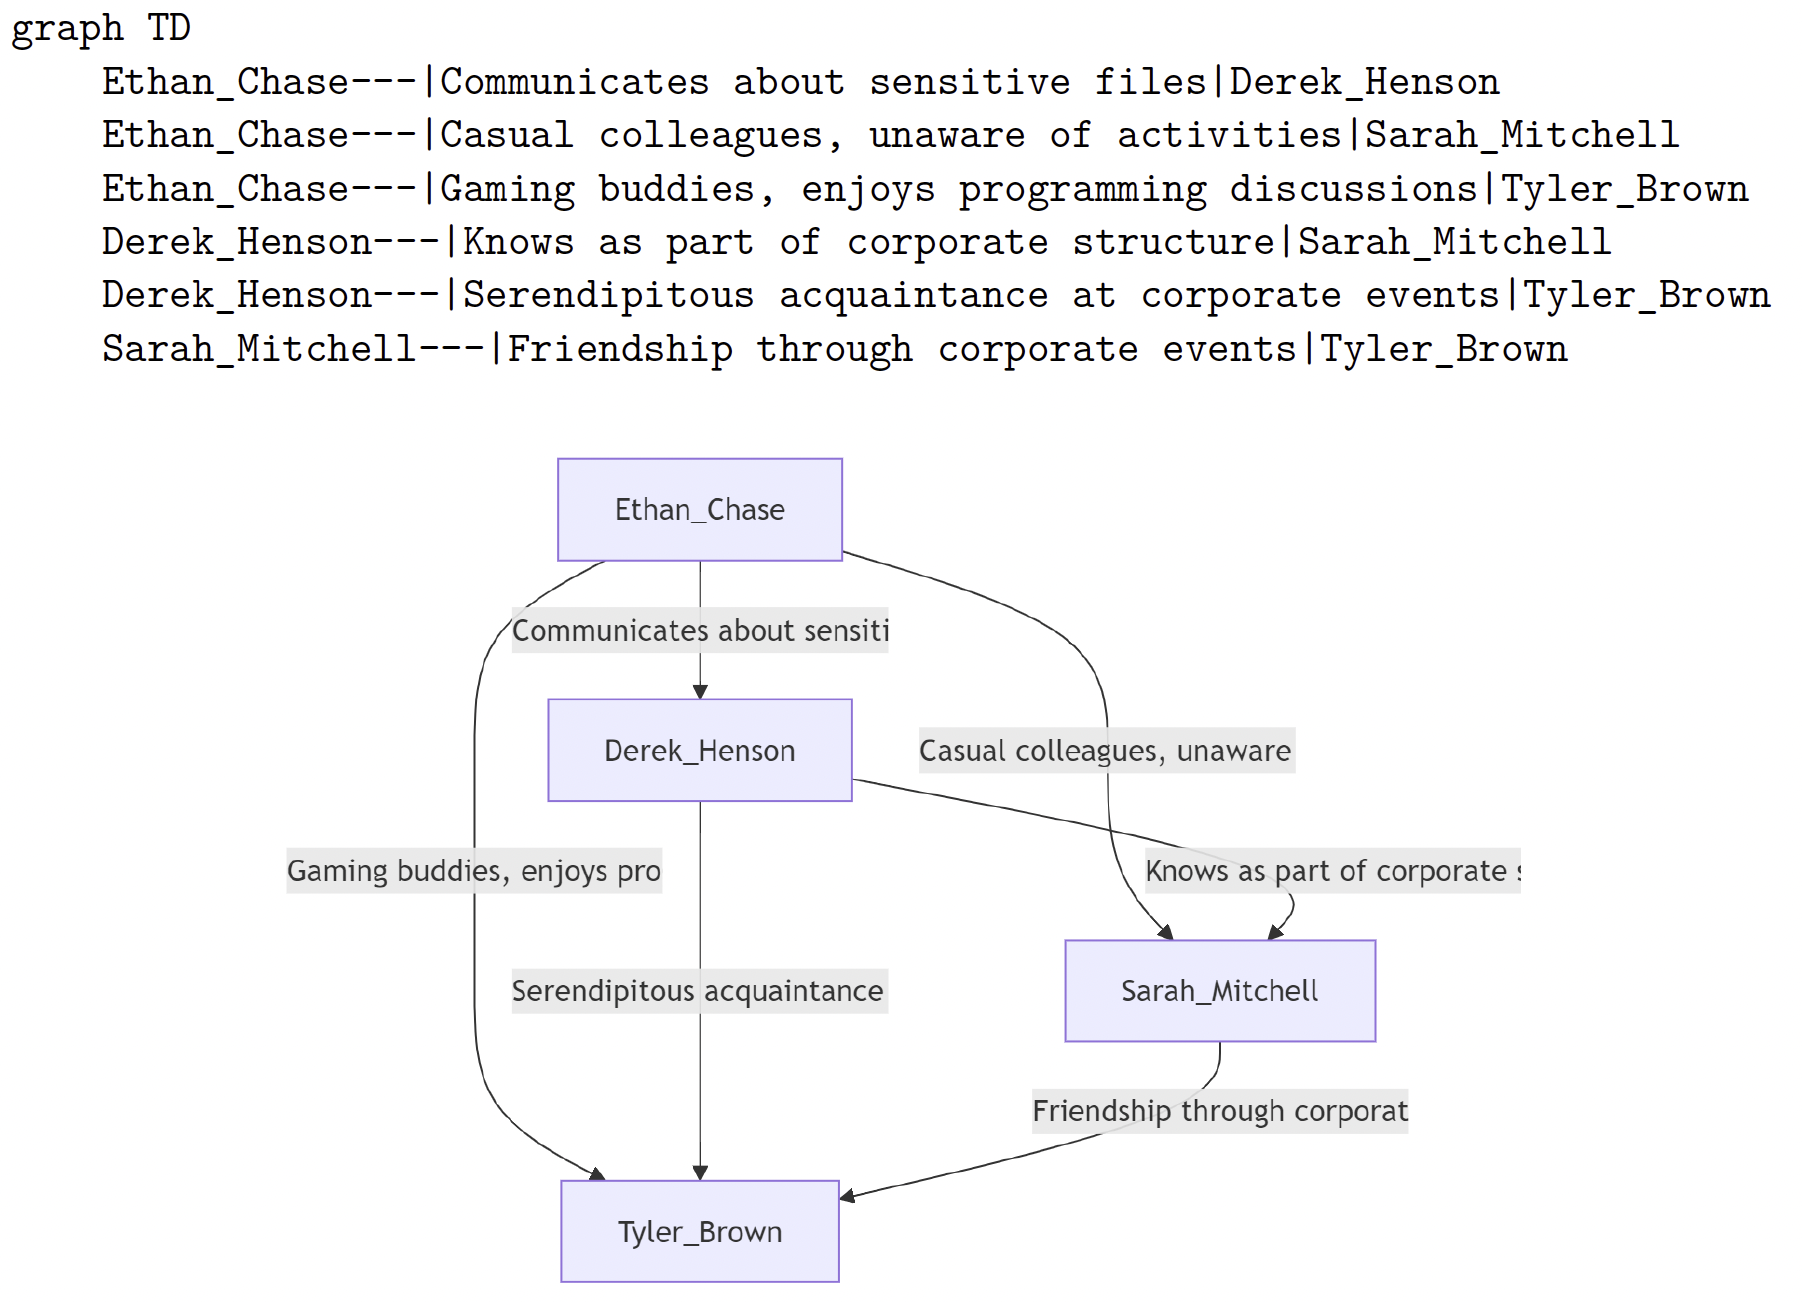 graph TD
Ethan_Chase---|Communicates about sensitive files|Derek_Henson
Ethan_Chase---|Casual colleagues, unaware of activities|Sarah_Mitchell
Ethan_Chase---|Gaming buddies, enjoys programming discussions|Tyler_Brown
Derek_Henson---|Knows as part of corporate structure|Sarah_Mitchell
Derek_Henson---|Serendipitous acquaintance at corporate events|Tyler_Brown
Sarah_Mitchell---|Friendship through corporate events|Tyler_Brown
Ethan_Chase
Communicates about sensiti
Derek_Henson
Casual colleagues, unaware
Gaming buddies, enjoys pro
Knows as part of corporate s
Serendipitous acquaintance
Sarah_Mitchell
Friendship through corporat
Tyler_Brown